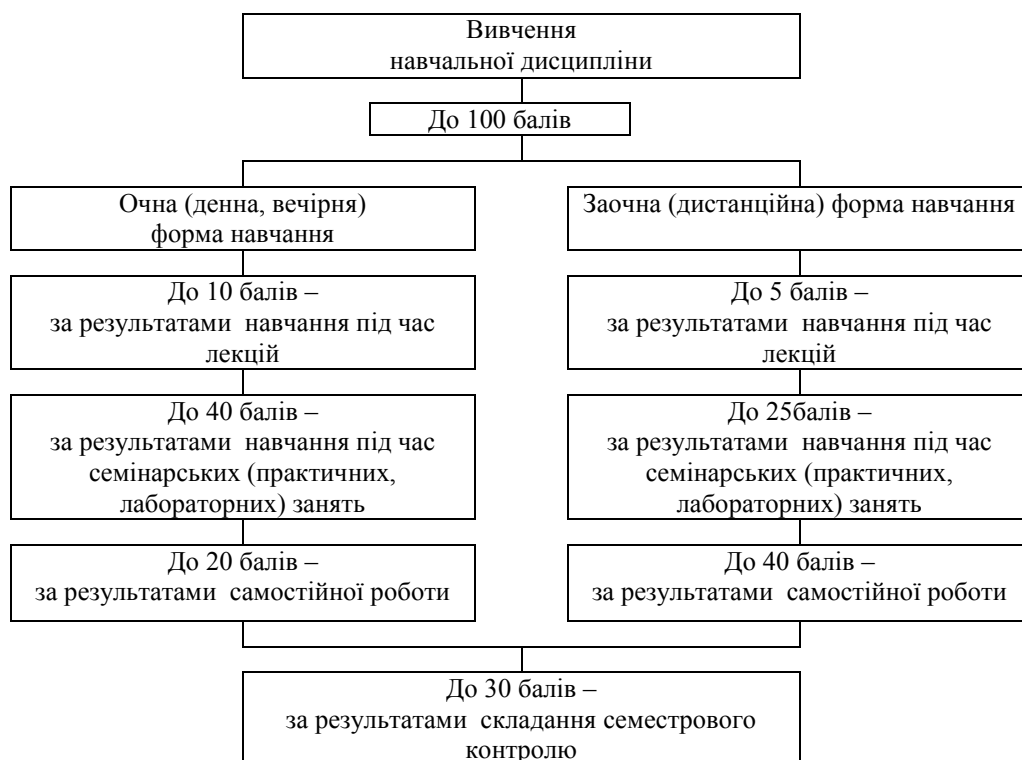 Вивчення
навчальної дисципліни
До 100 балів
Очна (денна, вечірня)
форма навчання
До 10 балів –
за результатами навчання під час
лекцій
До 40 балів –
за результатами навчання під час
семінарських (практичних,
лабораторних) занять
До 20 балів –
за результатами самостійної роботи
Заочна (дистанційна) форма навчання
До 5 балів –
за результатами навчання під час
лекцій
До 25балів –
за результатами навчання під час
семінарських (практичних,
лабораторних) занять
До 40 балів –
за результатами самостійної роботи
До 30 балів –
за результатами складання семестрового
контролю